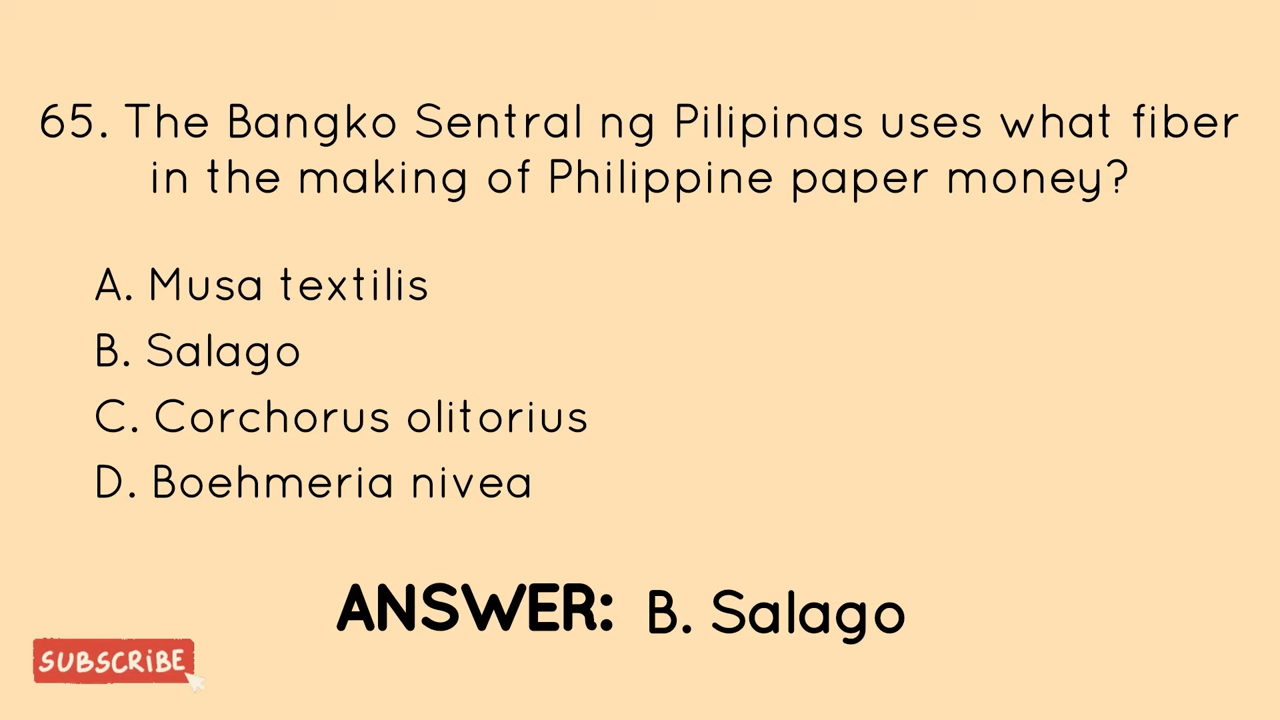 65. The Bangko Sentral ng Pilipinas uses what fiber
in the making of Philippine paper money?
A. Musa textilis
B. Salago
C. Corchorus olitorius
D. Boehmeria nivea
ANSWER: B. Salago
SUBSCRIBE